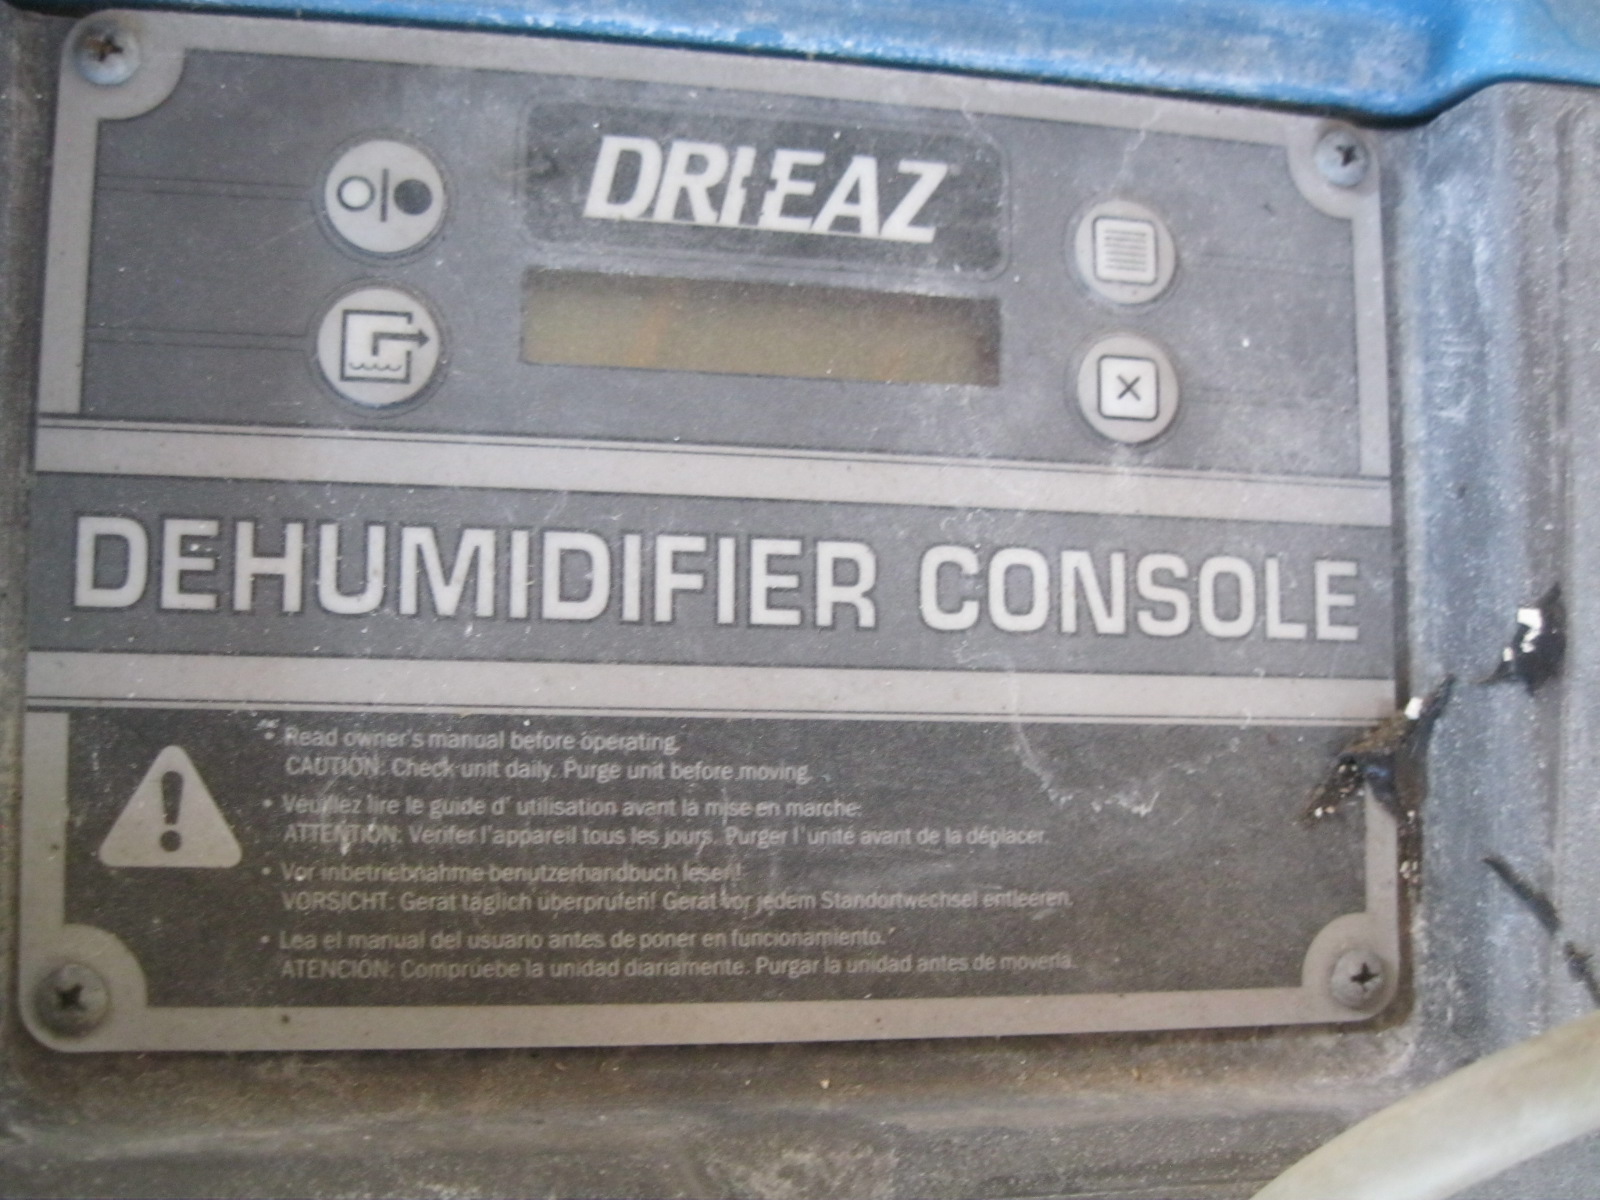 DRI-EAZ
DEHUMIDIFIER CONSOLE
• Read owner's manual before operating.
CAUTION: Check unit daily. Purge unit before moving.
• Veuillez lire le guide d' utilisation avant la mise en marche.
ATTENTION: Verifer l'appareil tous les jours. Purger l'unité avant de la déplacer.
• Vor inbetriebnahme benutzerhandbuch lesen!
VORSICHT: Gerat täglich überprufen! Gerat vor jedem Standortwechsel entleeren.
• Lea el manual del usuario antes de poner en funcionamiento.
ATENCIÓN: Compruebe la unidad diariamente. Purgar la unidad antes de moverla.